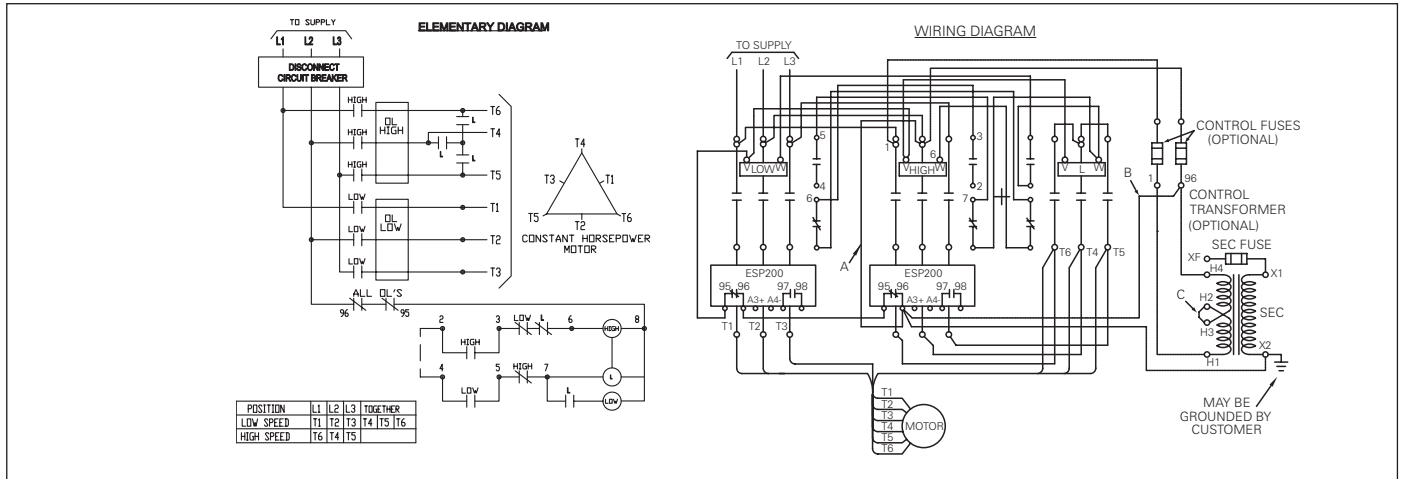 TO SUPPLY
L1 L2 L3
DISCONNECT
CIRCUIT BREAKER
ELEMENTARY DIAGRAM
HIGH
OL
HIGH
T6
L
HIGH
T4
L
L
HIGH
T5
LOW
OL
LOW
T1
LOW
T2
LOW
T3
T4
T3 T1
T5 T6
T2
CONSTANT HORSEPOWER
MOTOR
ALL OL'S
96 95
2 3 LOW L 6 HIGH 8
HIGH
4 5 HIGH 7 L
LOW L LOW
POSITION L1 L2 L3 TOGETHER
LOW SPEED T1 T2 T3 T4 T5 T6
HIGH SPEED T6 T4 T5
WIRING DIAGRAM
TO SUPPLY
L1 L2 L3
5
1
3
V LOW W
V HIGH W
6
V L W
4
6
2
7
A
B
CONTROL FUSES
(OPTIONAL)
1 96
CONTROL
TRANSFORMER
(OPTIONAL)
SEC FUSE
XF
H4 X1
C H2
H3
SEC
H1 X2
T6 T4 T5
ESP200
95 96 97 98
A3+ A4-
ESP200
95 96 97 98
A3+ A4-
T1 T2 T3
T1
T2
T3
T4
T5
T6
MOTOR
MAY BE
GROUNDED BY
CUSTOMER